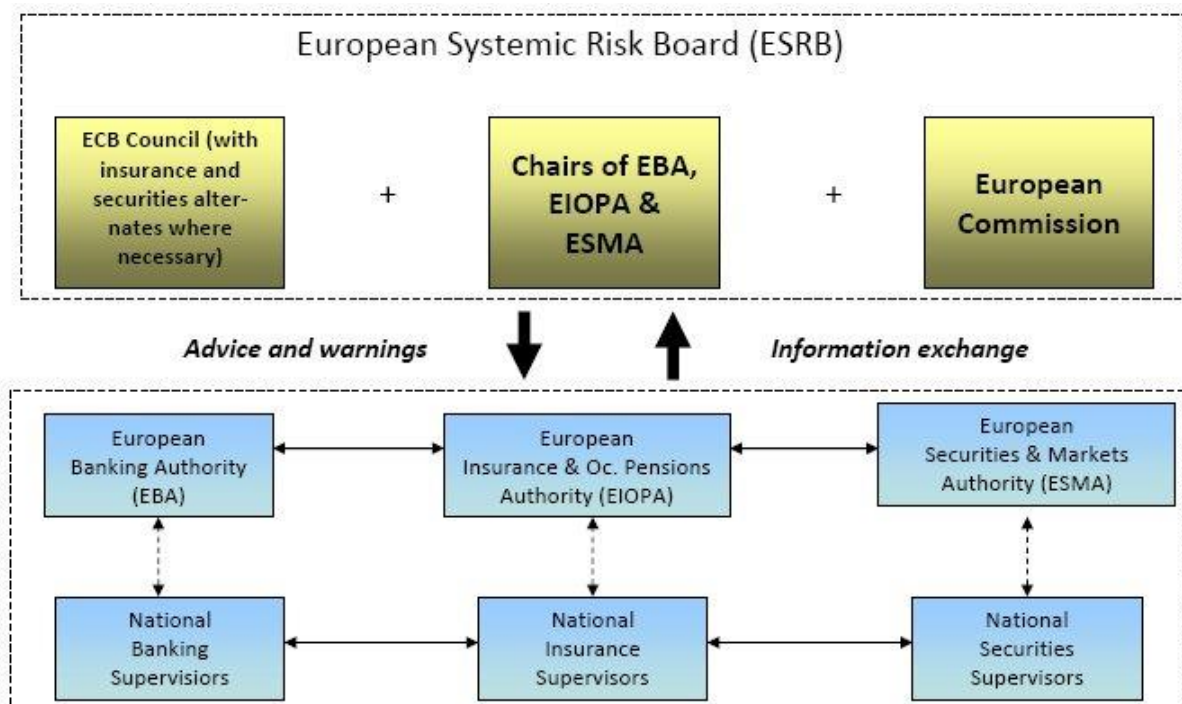 European Systemic Risk Board (ESRB)
ECB Council (with
insurance and
securities alter-
nates where
necessary)
+
Chairs of EBA,
EIOPA &
ESMA
+
European
Commission
Advice and warnings
Information exchange
European
Banking Authority
(EBA)
European
Insurance & Oc. Pensions
Authority (EIOPA)
European
Securities & Markets
Authority (ESMA)
National
Banking
Supervisiors
National
Insurance
Supervisors
National
Securities
Supervisors